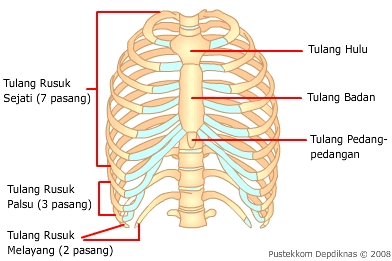 Tulang Rusuk
Sejati (7 pasang)
Tulang Rusuk
Palsu (3 pasang)
Tulang Rusuk
Melayang (2 pasang)
Tulang Hulu
Tulang Badan
Tulang Pedang-
pedangan
Pustekkom Depdiknas © 2008